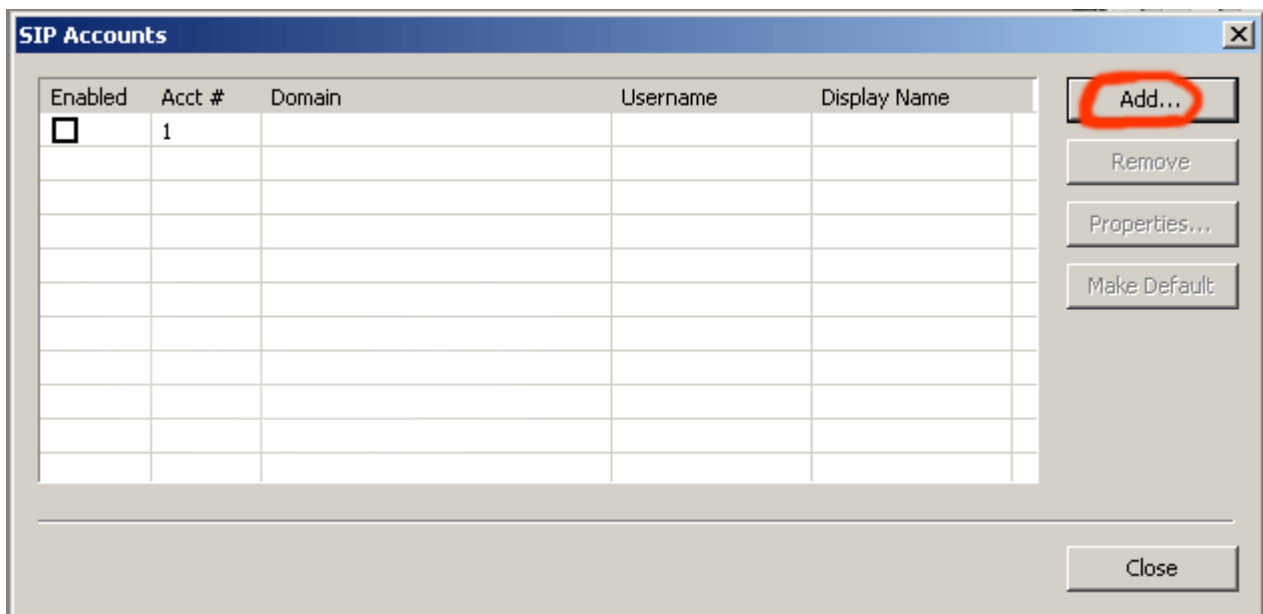 SIP Accounts
Enabled Acct # Domain Username Display Name
1
Add...
Remove
Properties...
Make Default
Close